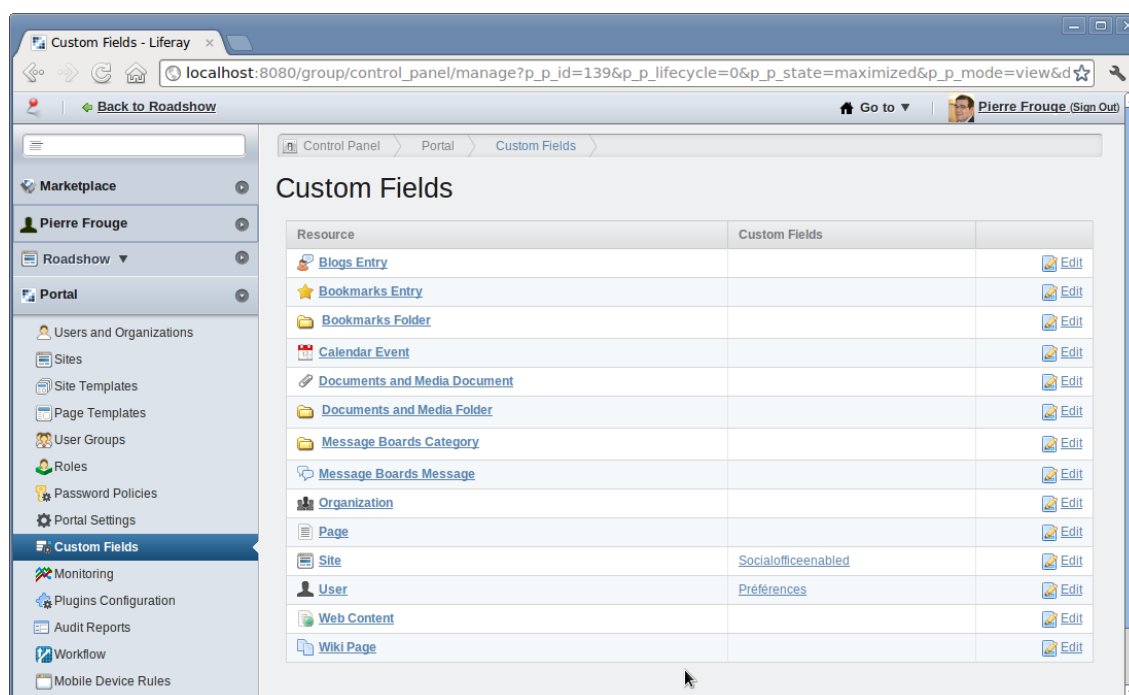 Custom Fields - Liferay
localhost:8080/group/control_panel/manage?p_p_id=139&p_p_lifecycle=0&p_p_state=maximized&p_p_mode=view&d
Back to Roadshow
Go to ▼
Pierre Frouge (Sign Out)
Control Panel
Portal
Custom Fields
Marketplace
Pierre Frouge
Roadshow ▼
Portal
Users and Organizations
Sites
Site Templates
Page Templates
User Groups
Roles
Password Policies
Portal Settings
Custom Fields
Monitoring
Plugins Configuration
Audit Reports
Workflow
Mobile Device Rules
Custom Fields
Resource Custom Fields
Blogs Entry Edit
Bookmarks Entry Edit
Bookmarks Folder Edit
Calendar Event Edit
Documents and Media Document Edit
Documents and Media Folder Edit
Message Boards Category Edit
Message Boards Message Edit
Organization Edit
Page Edit
Site Socialofficeenabled Edit
User Préférences Edit
Web Content Edit
Wiki Page Edit